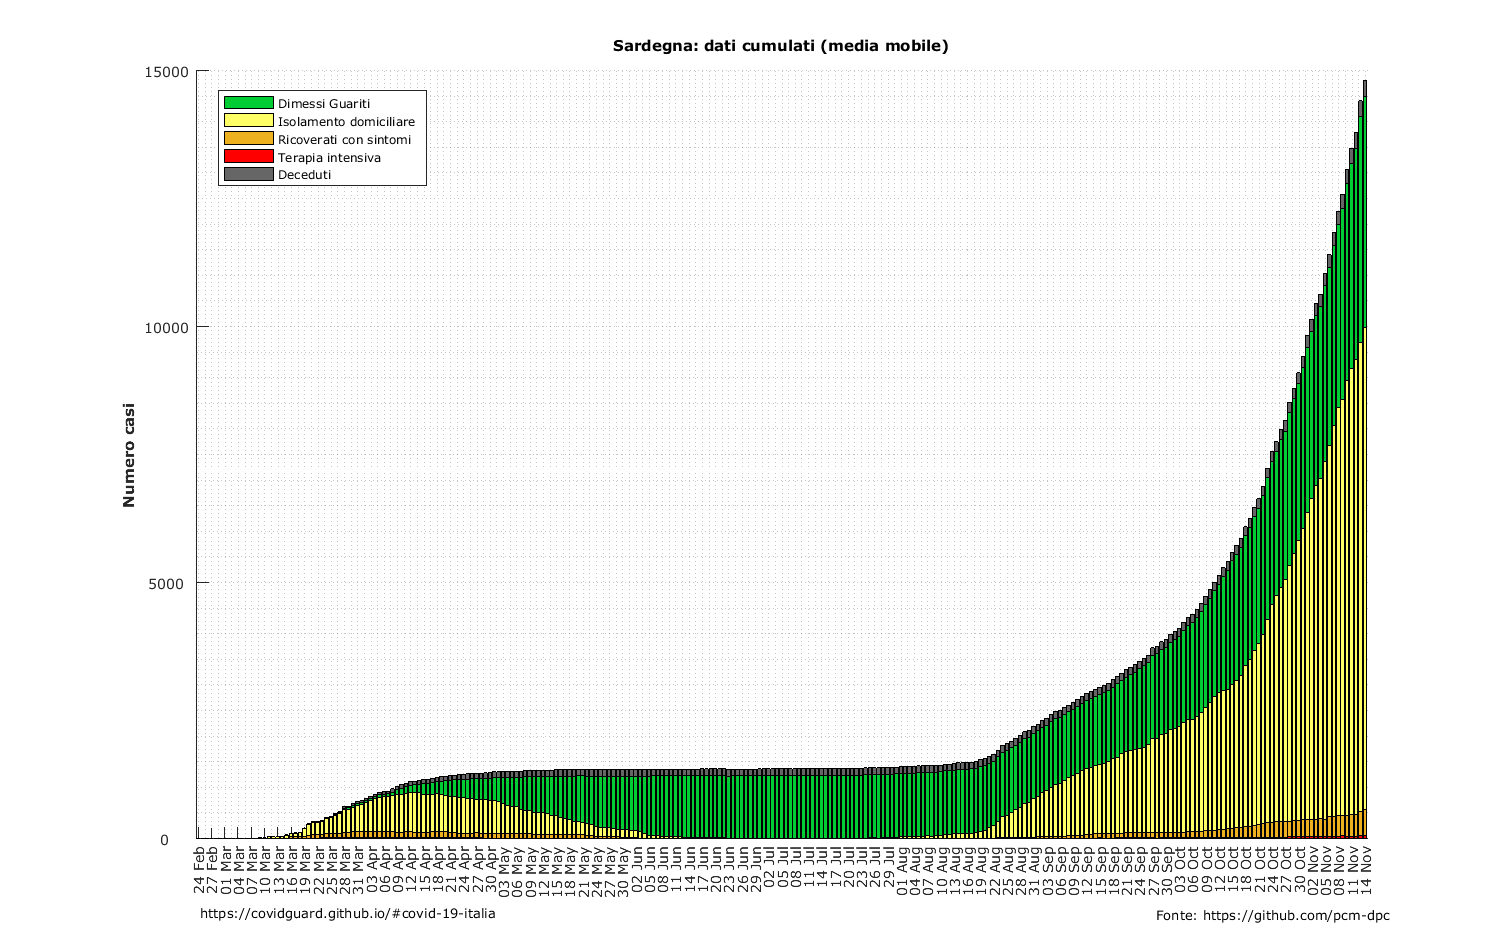 Sardegna: dati cumulati (media mobile)
15000
10000
5000
0
Numero casi
Dimessi Guariti
Isolamento domiciliare
Ricoverati con sintomi
Terapia intensiva
Deceduti
24 Feb
27 Feb
01 Mar
04 Mar
07 Mar
10 Mar
13 Mar
16 Mar
19 Mar
22 Mar
25 Mar
28 Mar
31 Mar
03 Apr
06 Apr
09 Apr
12 Apr
15 Apr
18 Apr
21 Apr
24 Apr
27 Apr
30 Apr
03 May
06 May
09 May
12 May
15 May
18 May
21 May
24 May
27 May
30 May
02 Jun
05 Jun
08 Jun
11 Jun
14 Jun
17 Jun
20 Jun
23 Jun
26 Jun
29 Jun
02 Jul
05 Jul
08 Jul
11 Jul
14 Jul
17 Jul
20 Jul
23 Jul
26 Jul
29 Jul
01 Aug
04 Aug
07 Aug
10 Aug
13 Aug
16 Aug
19 Aug
22 Aug
25 Aug
28 Aug
31 Aug
03 Sep
06 Sep
09 Sep
12 Sep
15 Sep
18 Sep
21 Sep
24 Sep
27 Sep
30 Sep
03 Oct
06 Oct
09 Oct
12 Oct
15 Oct
18 Oct
21 Oct
24 Oct
27 Oct
30 Oct
02 Nov
05 Nov
08 Nov
11 Nov
14 Nov
https://covidguard.github.io/#covid-19-italia
Fonte: https://github.com/pcm-dpc